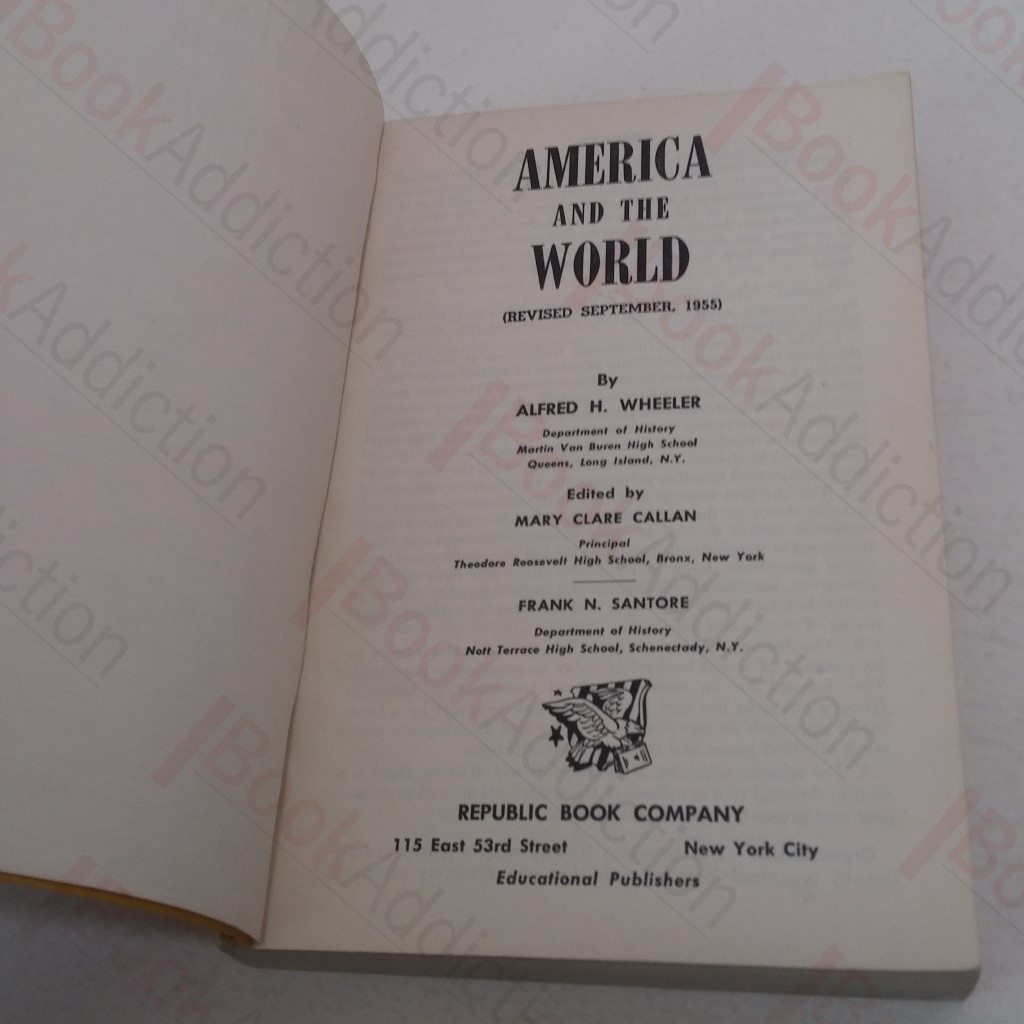 AMERICA
AND THE
WORLD
(REVISED SEPTEMBER, 1955)
By
ALFRED H. WHEELER
Department of History
Martin Van Buren High School
Queens, Long Island, N.Y.
Edited by
MARY CLARE CALLAN
Principal
Theodore Roosevelt High School, Bronx, New York
FRANK N. SANTORE
Department of History
Nott Terrace High School, Schenectady, N.Y.
REPUBLIC BOOK COMPANY
115 East 53rd Street New York City
Educational Publishers
BookAddiction